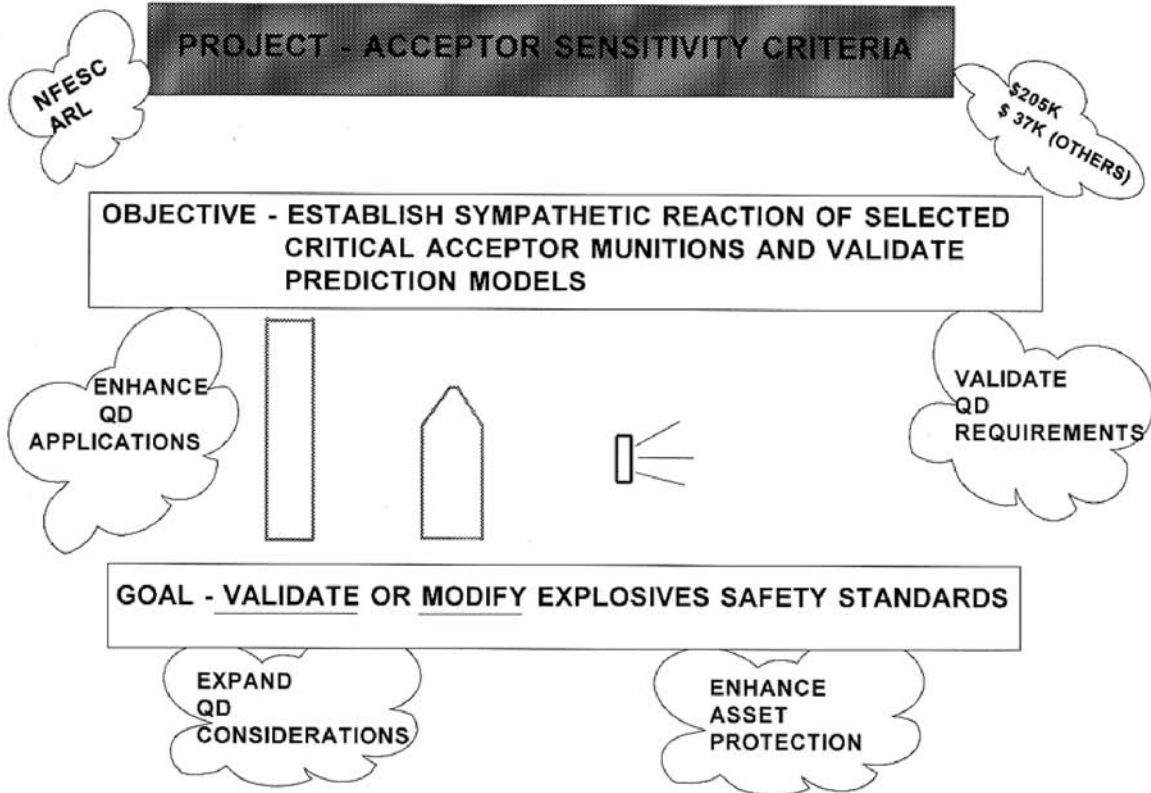 PROJECT - ACCEPTOR SENSITIVITY CRITERIA
NFESC
ARL
$205K
$ 37K (OTHERS)
OBJECTIVE - ESTABLISH SYMPATHETIC REACTION OF SELECTED
CRITICAL ACCEPTOR MUNITIONS AND VALIDATE
PREDICTION MODELS
ENHANCE
QD
APPLICATIONS
VALIDATE
QD
REQUIREMENTS
GOAL - VALIDATE OR MODIFY EXPLOSIVES SAFETY STANDARDS
EXPAND
QD
CONSIDERATIONS
ENHANCE
ASSET
PROTECTION